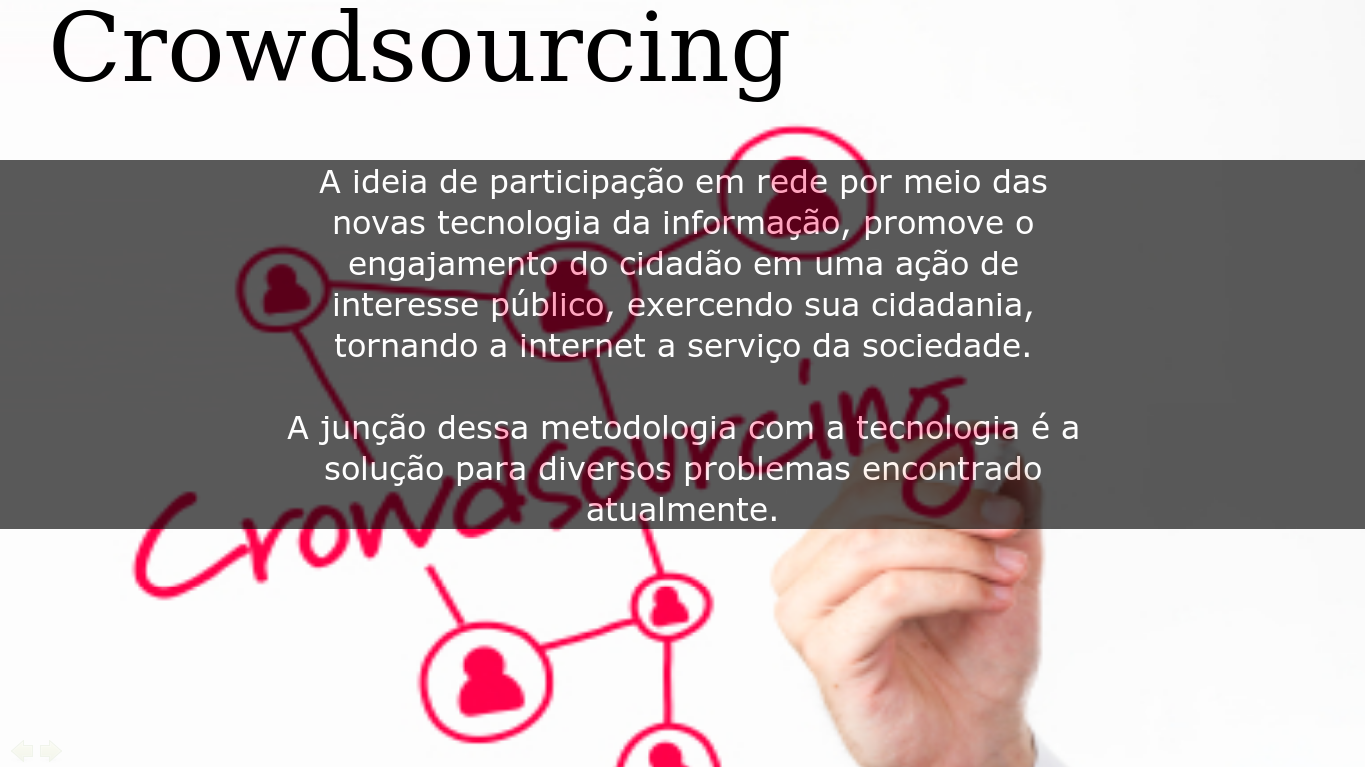 Crowdsourcing
A ideia de participação em rede por meio das
novas tecnologia da informação, promove o
engajamento do cidadão em uma ação de
interesse público, exercendo sua cidadania,
tornando a internet a serviço da sociedade.
A junção dessa metodologia com a tecnologia é a
solução para diversos problemas encontrado
atualmente.
Crowdsourcing